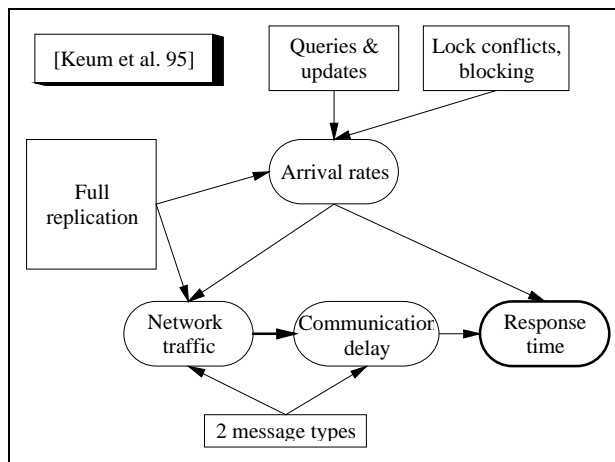 [Keum et al. 95]
Queries &
updates
Lock conflicts,
blocking
Arrival rates
Full
replication
Network
traffic
Communication
delay
Response
time
2 message types